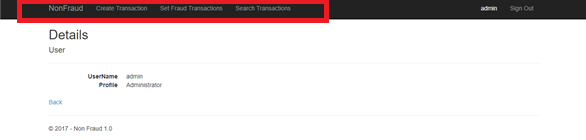 NonFraud Create Transaction Set Fraud Transactions Search Transactions admin Sign Out
Details
User
UserName admin
Profile Administrator
Back
© 2017 - Non Fraud 1.0